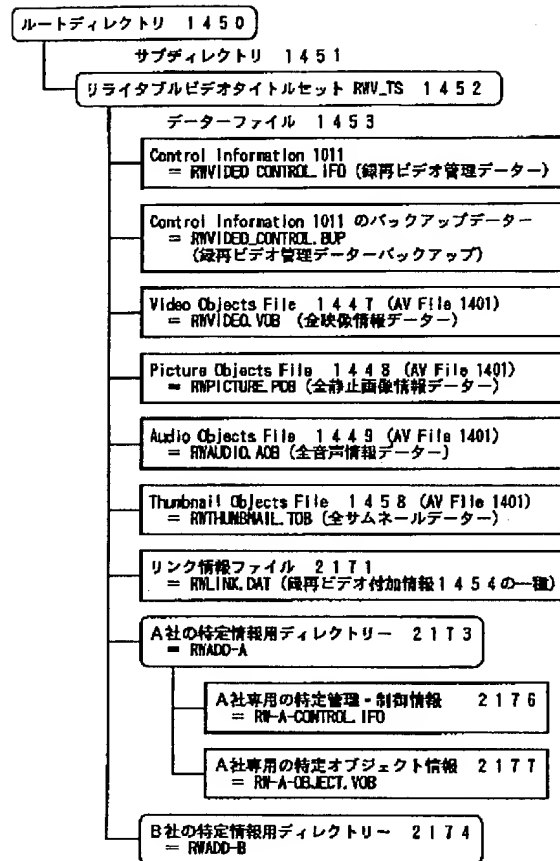 ルートディレクトリ 1450
サブディレクトリ 1451
リライタブルビデオタイトルセット RWV_TS 1452
データーファイル 1453
Control Information 1011
= RWVIDEO CONTROL.IFO (録再ビデオ管理データー)
Control Information 1011 のバックアップデーター
= RWVIDEO_CONTROL.BUP
(録再ビデオ管理データーバックアップ)
Video Objects File 1447 (AV File 1401)
= RWVIDEO.VOB (全映像情報データー)
Picture Objects File 1448 (AV File 1401)
= RWPICTURE.POB (全静止画像情報データー)
Audio Objects File 1449 (AV File 1401)
= RWAUDIO.AOB (全音声情報データー)
Thumbnail Objects File 1458 (AV File 1401)
= RWTHUMBNAIL.TOB (全サムネールデーター)
リンク情報ファイル 2171
= RWLINK.DAT (録再ビデオ付加情報1454の一種)
A社の特定情報用ディレクトリー 2173
= RWADD-A
A社専用の特定管理・制御情報 2176
= RW-A-CONTROL.IFO
A社専用の特定オブジェクト情報 2177
= RW-A-OBJECT.VOB
B社の特定情報用ディレクトリー 2174
= RWADD-B